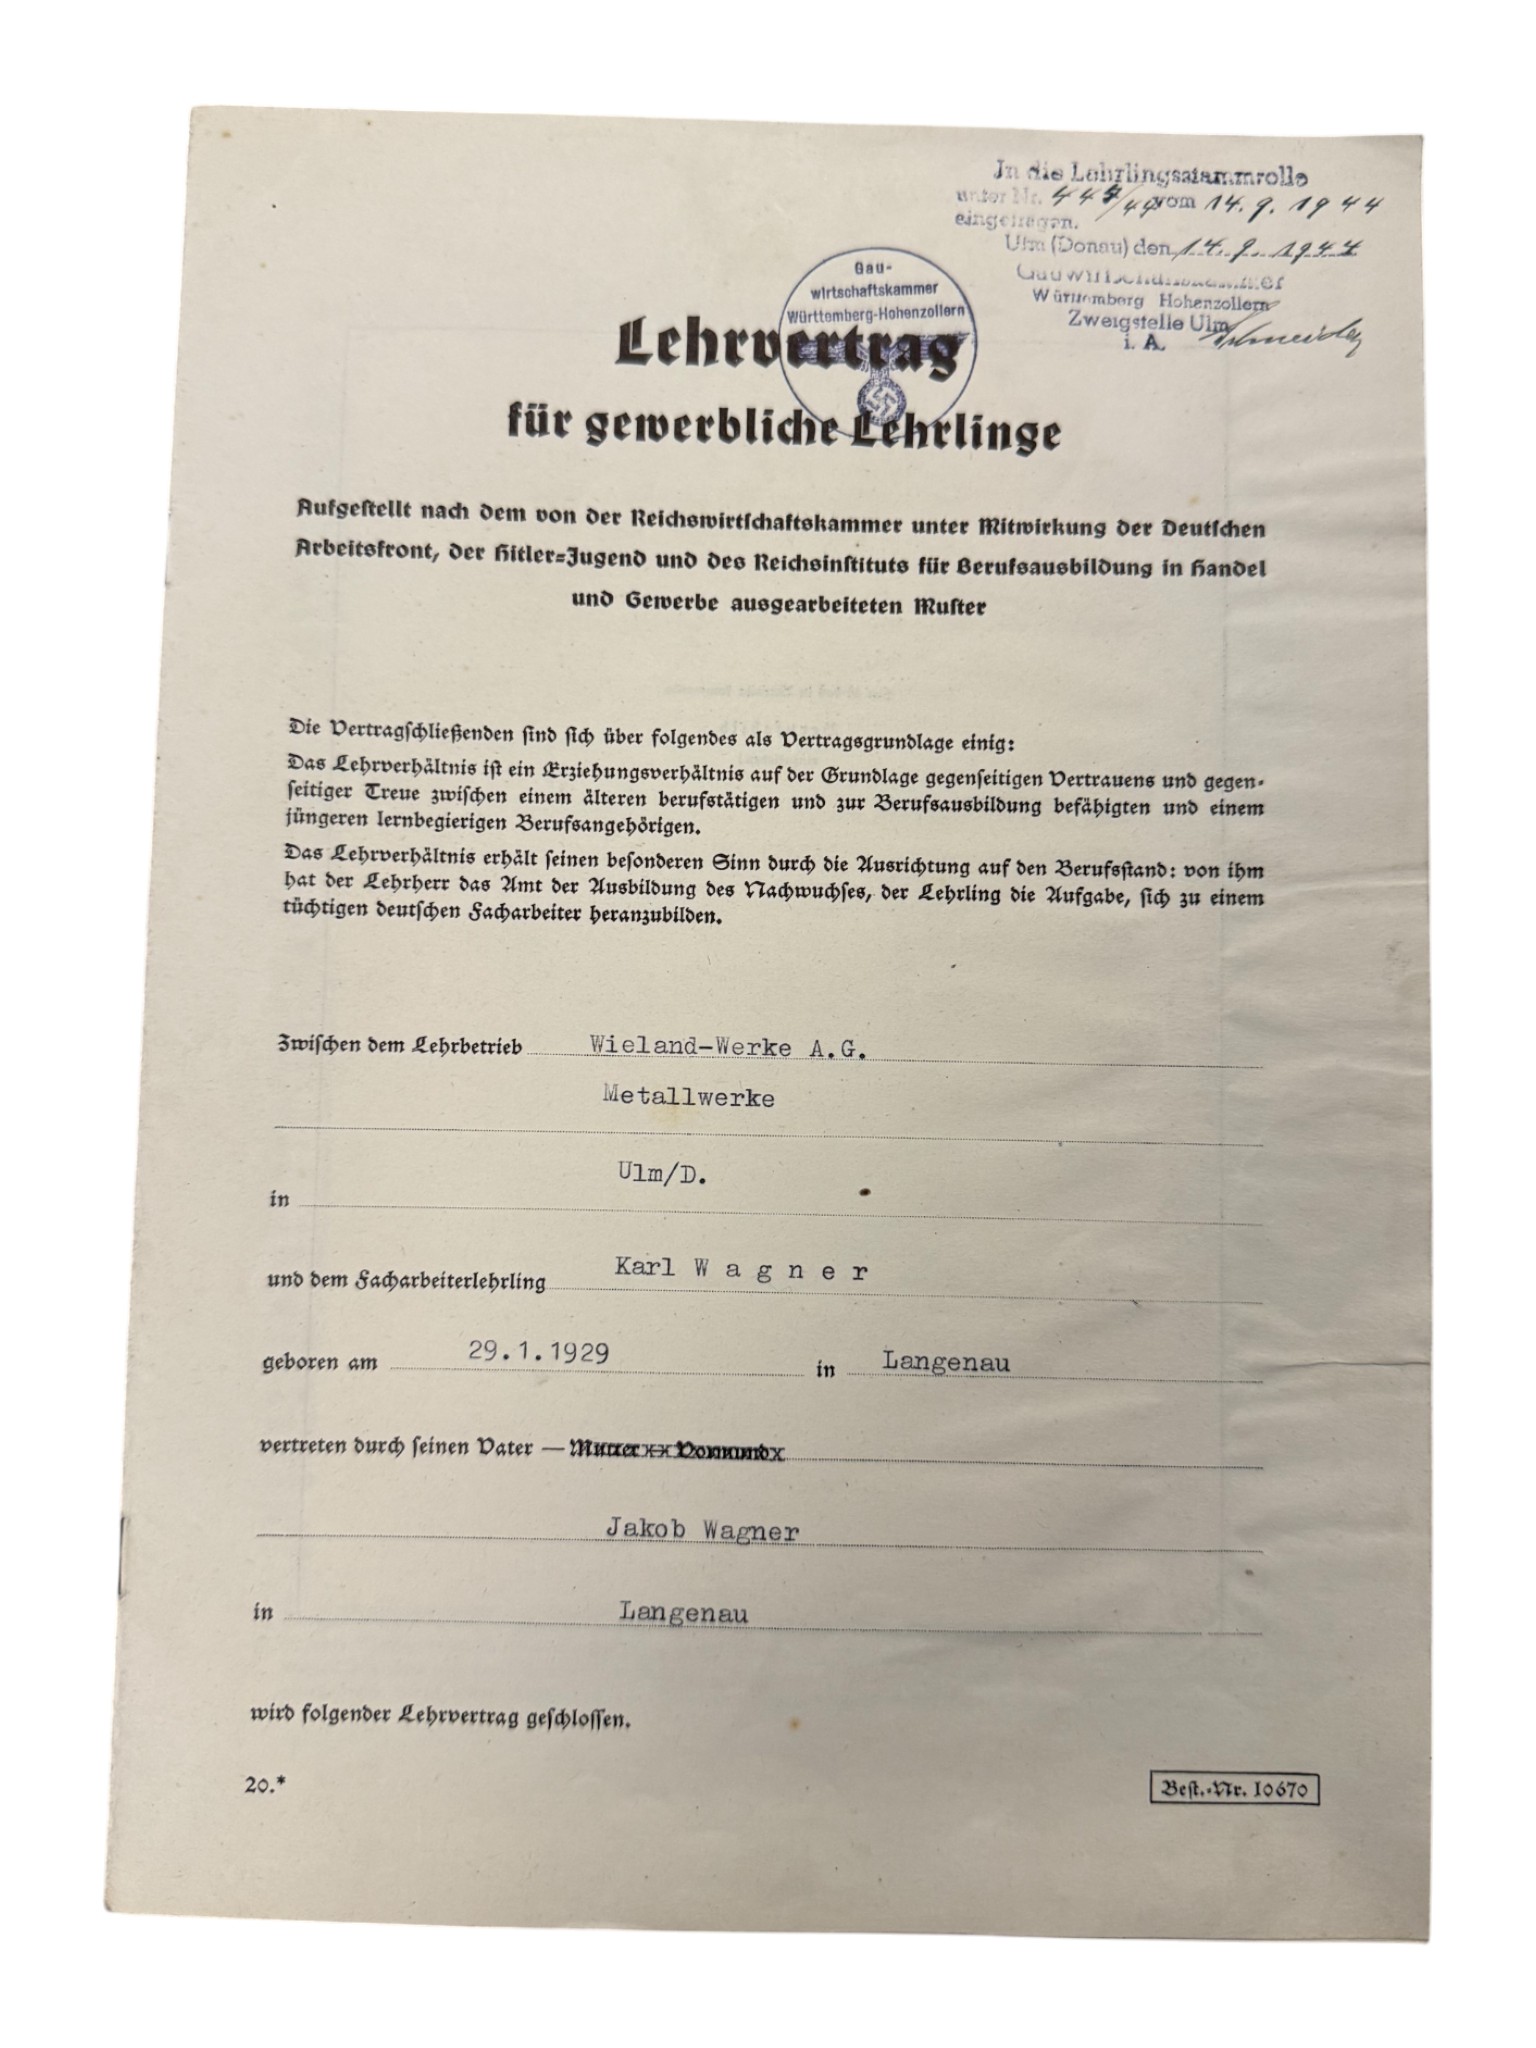 In die Lehrlingsstammrolle
unter Nr. 447/44 vom 14. 9. 1944
eingetragen.
Ulm (Donau) den 14. 9. 1944
Gauwirtschaftskammer
Württemberg Hohenzollern
Zweigstelle Ulm
i. A.
Gau-
wirtschaftskammer
Württemberg-Hohenzollern
Lehrvertrag
für gewerbliche Lehrlinge
Aufgestellt nach dem von der Reichswirtschaftskammer unter Mitwirkung der Deutschen
Arbeitsfront, der Hitler-Jugend und des Reichsinstituts für Berufsausbildung in Handel
und Gewerbe ausgearbeiteten Muster
Die Vertragschließenden sind sich über folgendes als Vertragsgrundlage einig:
Das Lehrverhältnis ist ein Erziehungsverhältnis auf der Grundlage gegenseitigen Vertrauens und gegen-
seitiger Treue zwischen einem älteren berufstätigen und zur Berufsausbildung befähigten und einem
jüngeren lernbegierigen Berufsangehörigen.
Das Lehrverhältnis erhält seinen besonderen Sinn durch die Ausrichtung auf den Berufsstand: von ihm
hat der Lehrherr das Amt der Ausbildung des Nachwuchses, der Lehrling die Aufgabe, sich zu einem
tüchtigen deutschen Facharbeiter heranzubilden.
Zwischen dem Lehrbetrieb Wieland-Werke A.G.
Metallwerke
in Ulm/D.
und dem Facharbeiterlehrling Karl W a g n e r
geboren am 29.1.1929 in Langenau
vertreten durch seinen Vater — Mutter xx Vormund x
Jakob Wagner
in Langenau
wird folgender Lehrvertrag geschlossen.
20.* Best.-Nr. 10670